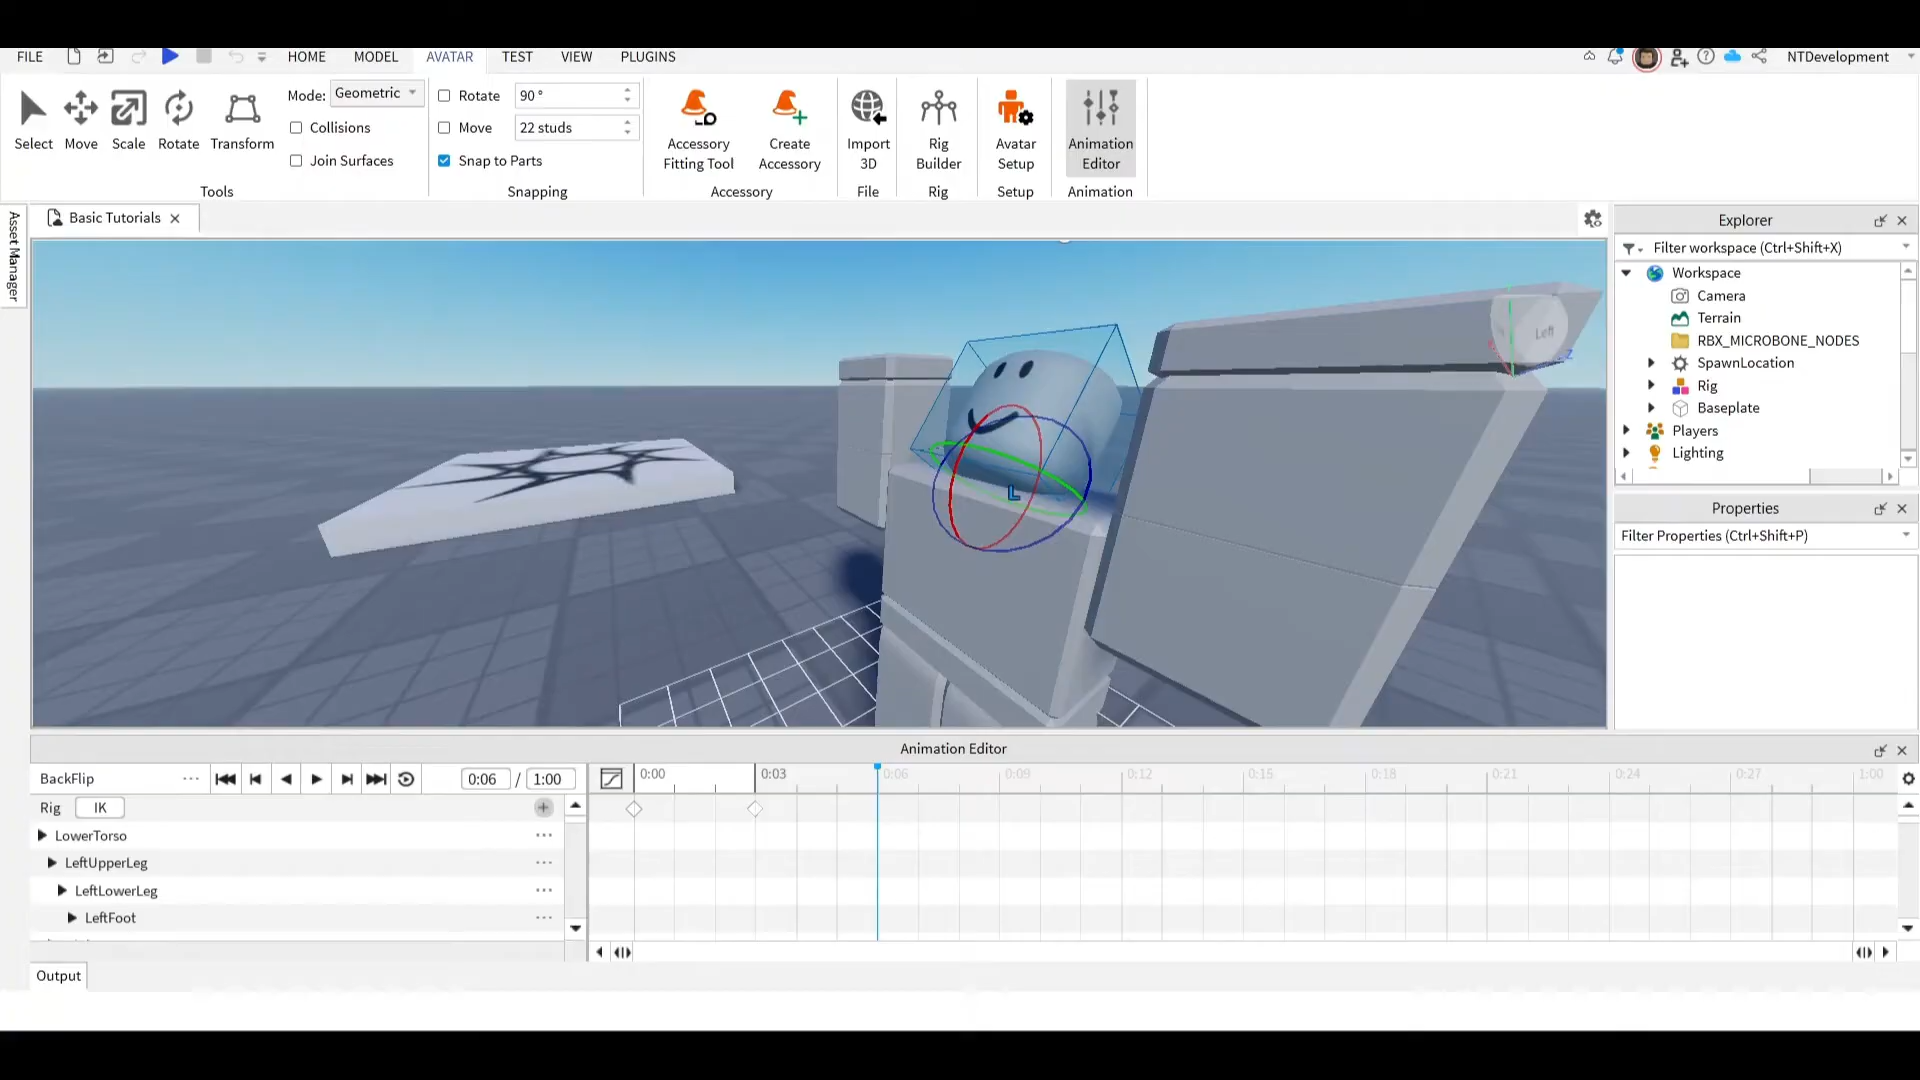 FILE HOME MODEL AVATAR TEST VIEW PLUGINS NTDevelopment
Select Move Scale Rotate Transform
Mode: Geometric
Collisions
Join Surfaces
Tools
Rotate 90 °
Move 22 studs
Snap to Parts
Snapping
Accessory Fitting Tool
Create Accessory
Accessory
Import 3D
File
Rig Builder
Rig
Avatar Setup
Setup
Animation Editor
Animation
Asset Manager
Basic Tutorials
Left
Z
L
Explorer
Filter workspace (Ctrl+Shift+X)
Workspace
Camera
Terrain
RBX_MICROBONE_NODES
SpawnLocation
Rig
Baseplate
Players
Lighting
Properties
Filter Properties (Ctrl+Shift+P)
Animation Editor
BackFlip 0:06 / 1:00
0:00 0:03 0:06 0:09 0:12 0:15 0:18 0:21 0:24 0:27 1:00
Rig IK
LowerTorso
LeftUpperLeg
LeftLowerLeg
LeftFoot
Output